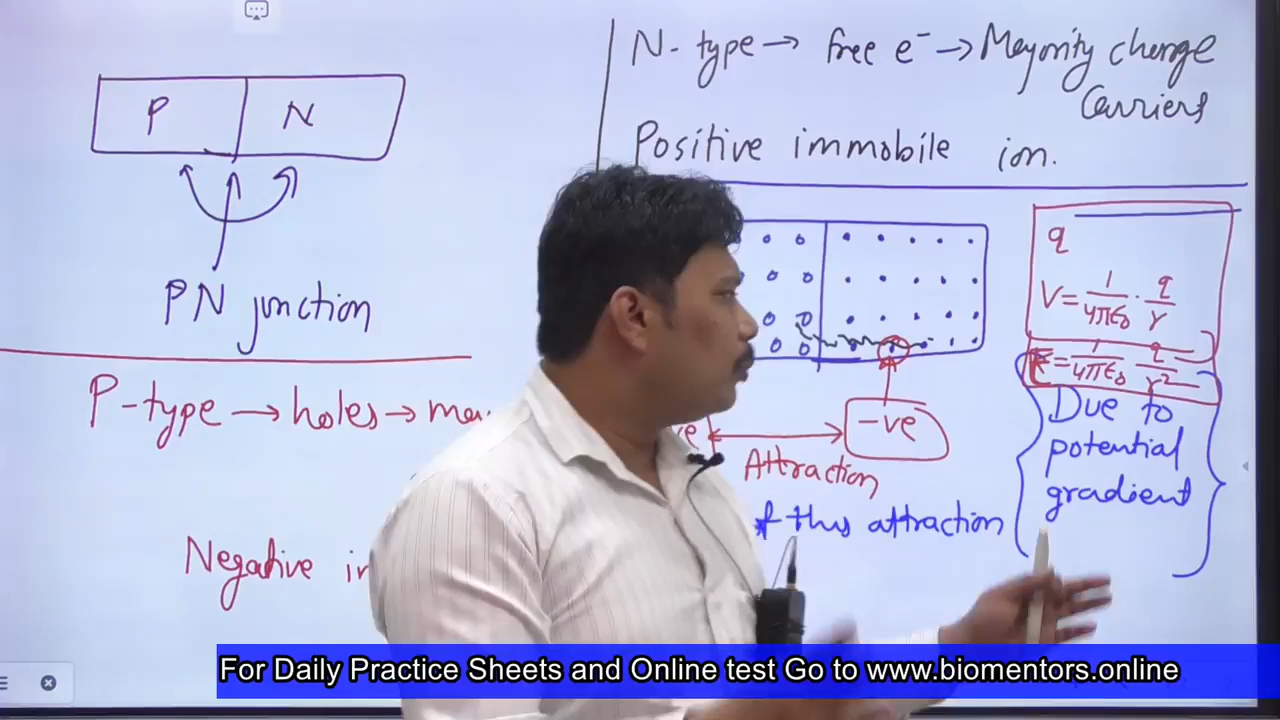 P N
PN junction
P-type → holes → ma
Negative i
N-type → free e⁻ → Mayority charge
Carriers
Positive immobile ion.
-ve
ve
Attraction
f this attraction
q
V = 1/4πε₀ · q/r
E = 1/4πε₀ q/r²
Due to
potential
gradient
For Daily Practice Sheets and Online test Go to www.biomentors.online